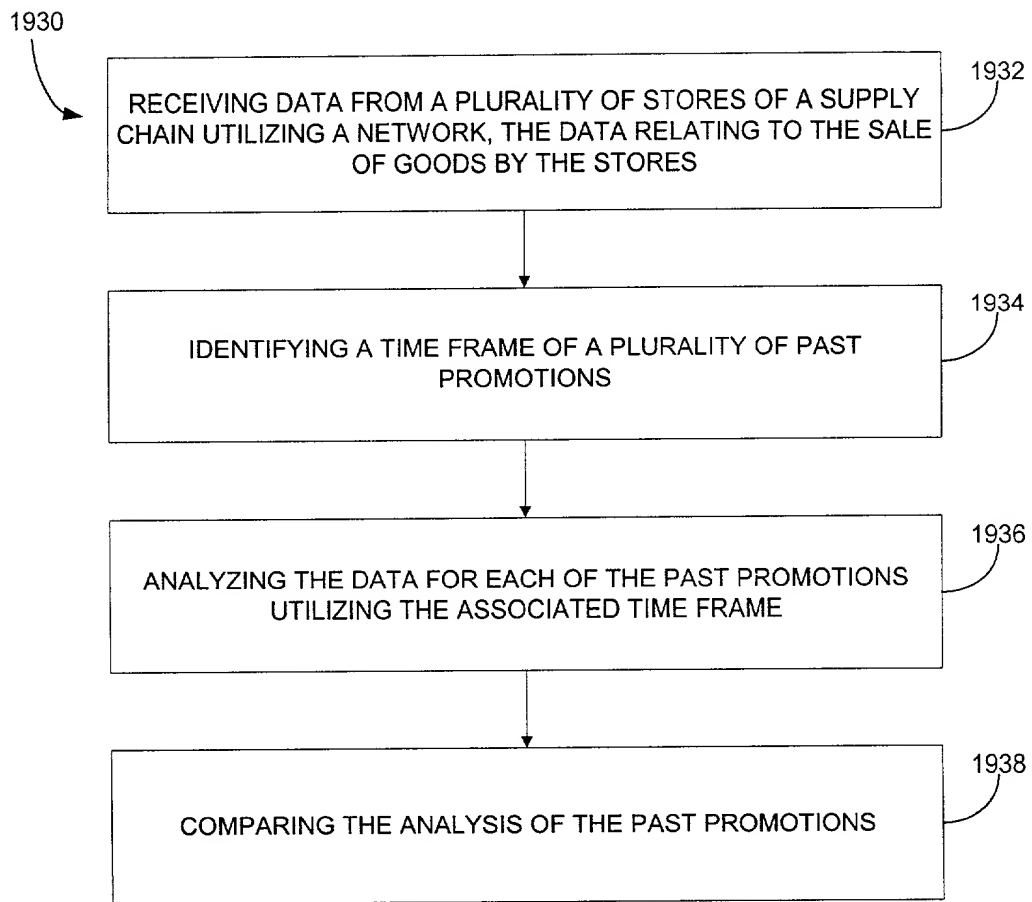 1930
1932
RECEIVING DATA FROM A PLURALITY OF STORES OF A SUPPLY
CHAIN UTILIZING A NETWORK, THE DATA RELATING TO THE SALE
OF GOODS BY THE STORES
1934
IDENTIFYING A TIME FRAME OF A PLURALITY OF PAST
PROMOTIONS
1936
ANALYZING THE DATA FOR EACH OF THE PAST PROMOTIONS
UTILIZING THE ASSOCIATED TIME FRAME
1938
COMPARING THE ANALYSIS OF THE PAST PROMOTIONS